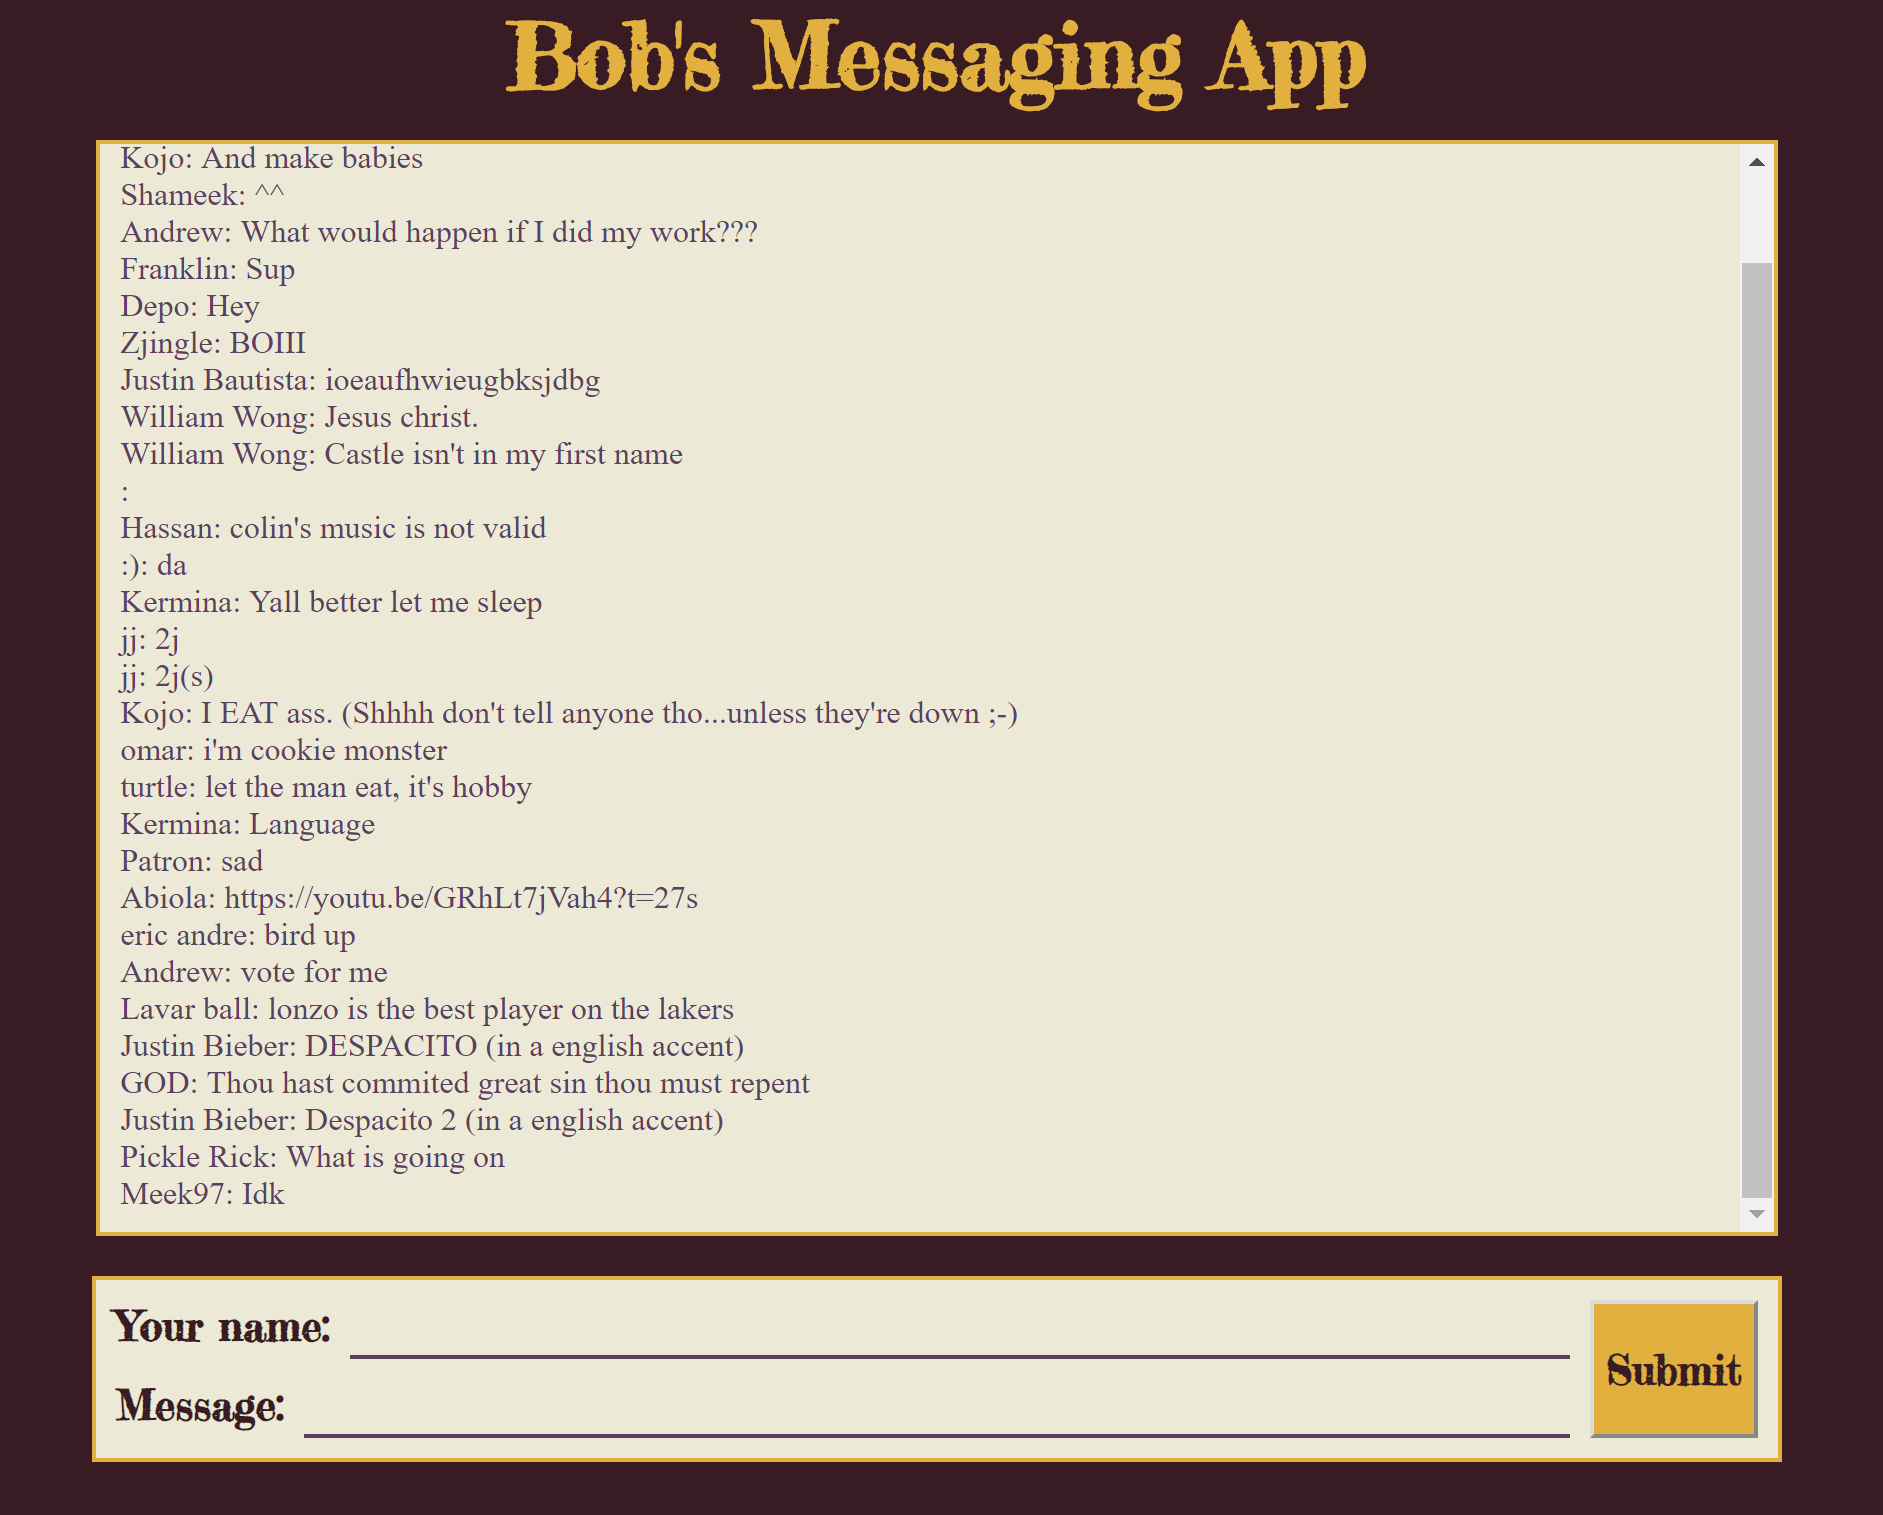 Bob's Messaging App
Kojo: And make babies
Shameek: ^^
Andrew: What would happen if I did my work???
Franklin: Sup
Depo: Hey
Zjingle: BOIII
Justin Bautista: ioeaufhwieugbksjdbg
William Wong: Jesus christ.
William Wong: Castle isn't in my first name
:
Hassan: colin's music is not valid
:): da
Kermina: Yall better let me sleep
jj: 2j
jj: 2j(s)
Kojo: I EAT ass. (Shhhh don't tell anyone tho...unless they're down ;-)
omar: i'm cookie monster
turtle: let the man eat, it's hobby
Kermina: Language
Patron: sad
Abiola: https://youtu.be/GRhLt7jVah4?t=27s
eric andre: bird up
Andrew: vote for me
Lavar ball: lonzo is the best player on the lakers
Justin Bieber: DESPACITO (in a english accent)
GOD: Thou hast commited great sin thou must repent
Justin Bieber: Despacito 2 (in a english accent)
Pickle Rick: What is going on
Meek97: Idk
Your name:
Message:
Submit